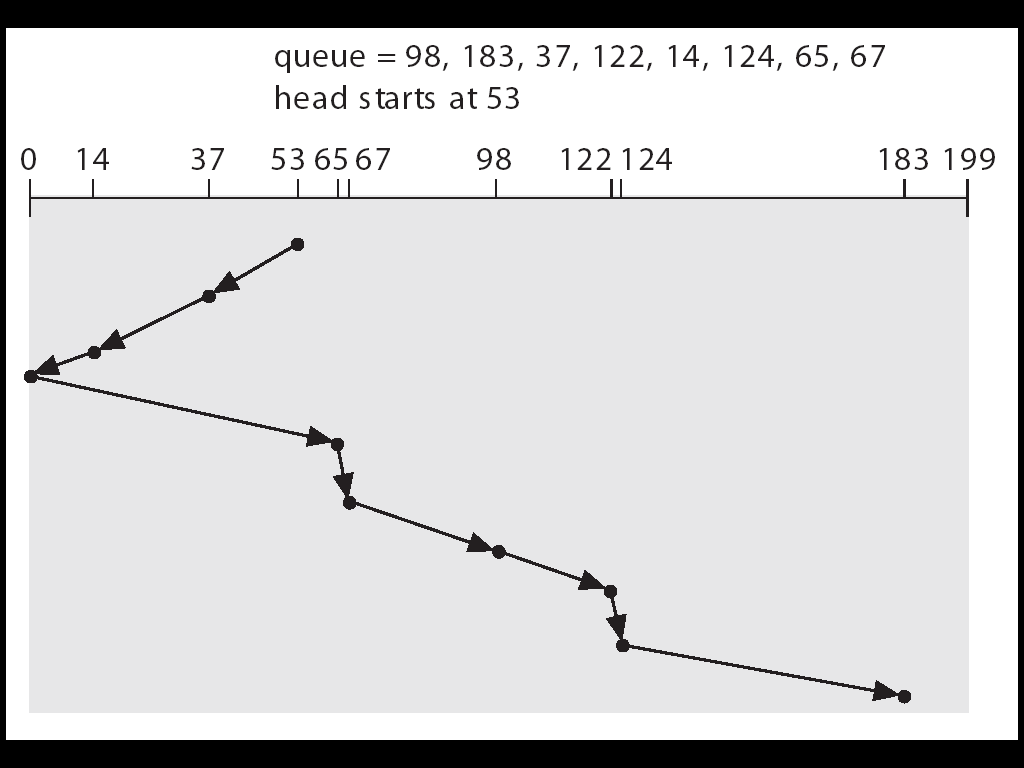 queue = 98, 183, 37, 122, 14, 124, 65, 67
head starts at 53
0 14 37 53 65 67 98 122 124 183 199